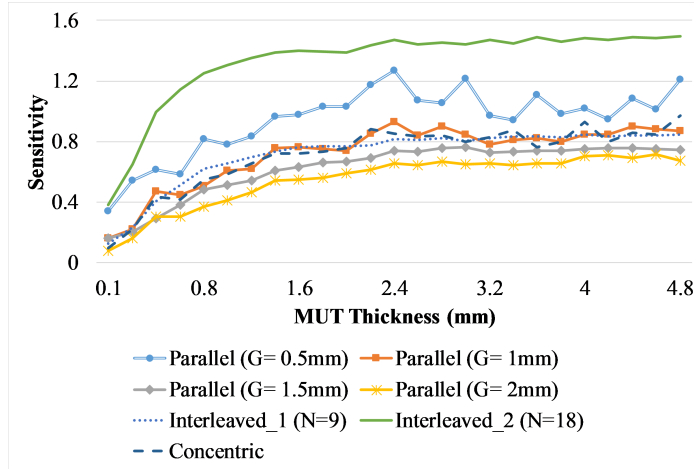 1.6
1.2
0.8
0.4
0
Sensitivity
0.1 0.8 1.6 2.4 3.2 4 4.8
MUT Thickness (mm)
Parallel (G= 0.5mm) Parallel (G= 1mm)
Parallel (G= 1.5mm) Parallel (G= 2mm)
Interleaved_1 (N=9) Interleaved_2 (N=18)
Concentric